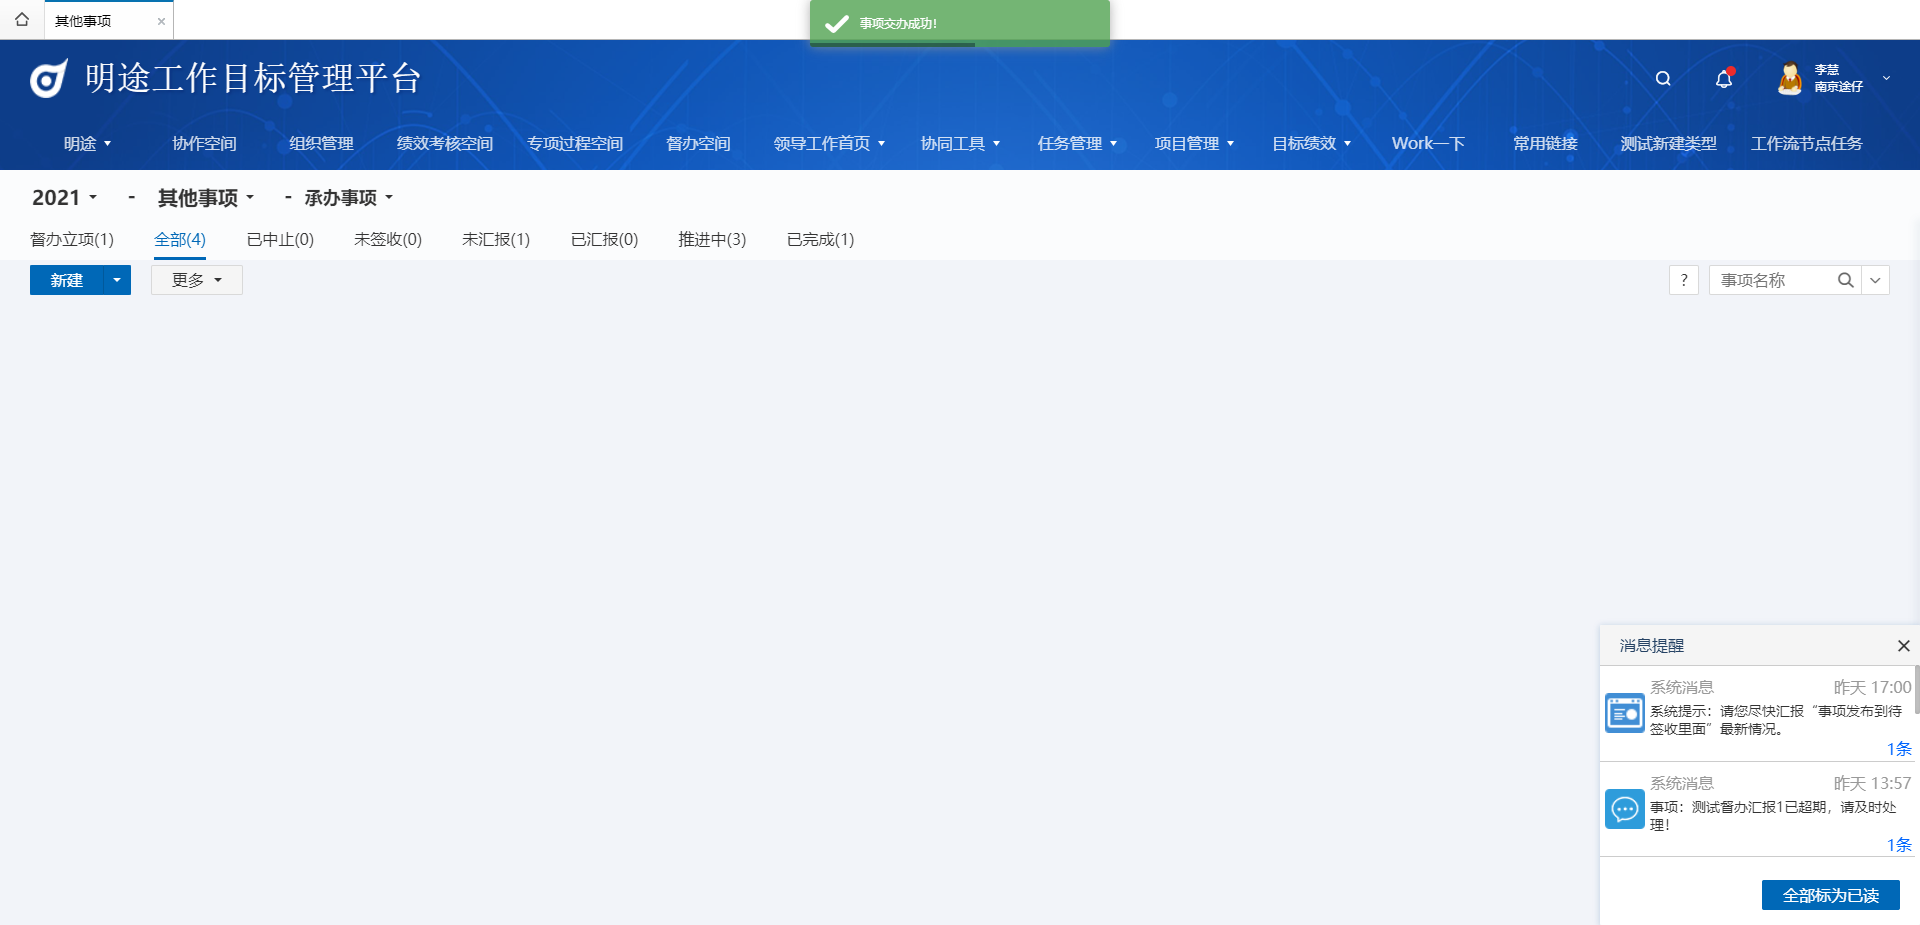 其他事项 ×
事项交办成功!
明途工作目标管理平台
李慧
南京途仔
明途 协作空间 组织管理 绩效考核空间 专项过程空间 督办空间 领导工作首页 协同工具 任务管理 项目管理 目标绩效 Work一下 常用链接 测试新建类型 工作流节点任务
2021 - 其他事项 - 承办事项
督办立项(1) 全部(4) 已中止(0) 未签收(0) 未汇报(1) 已汇报(0) 推进中(3) 已完成(1)
新建 更多 ? 事项名称
消息提醒
系统消息 昨天 17:00
系统提示：请您尽快汇报“事项发布到待
签收里面”最新情况。
1条
系统消息 昨天 13:57
事项：测试督办汇报1已超期，请及时处
理！
1条
全部标为已读